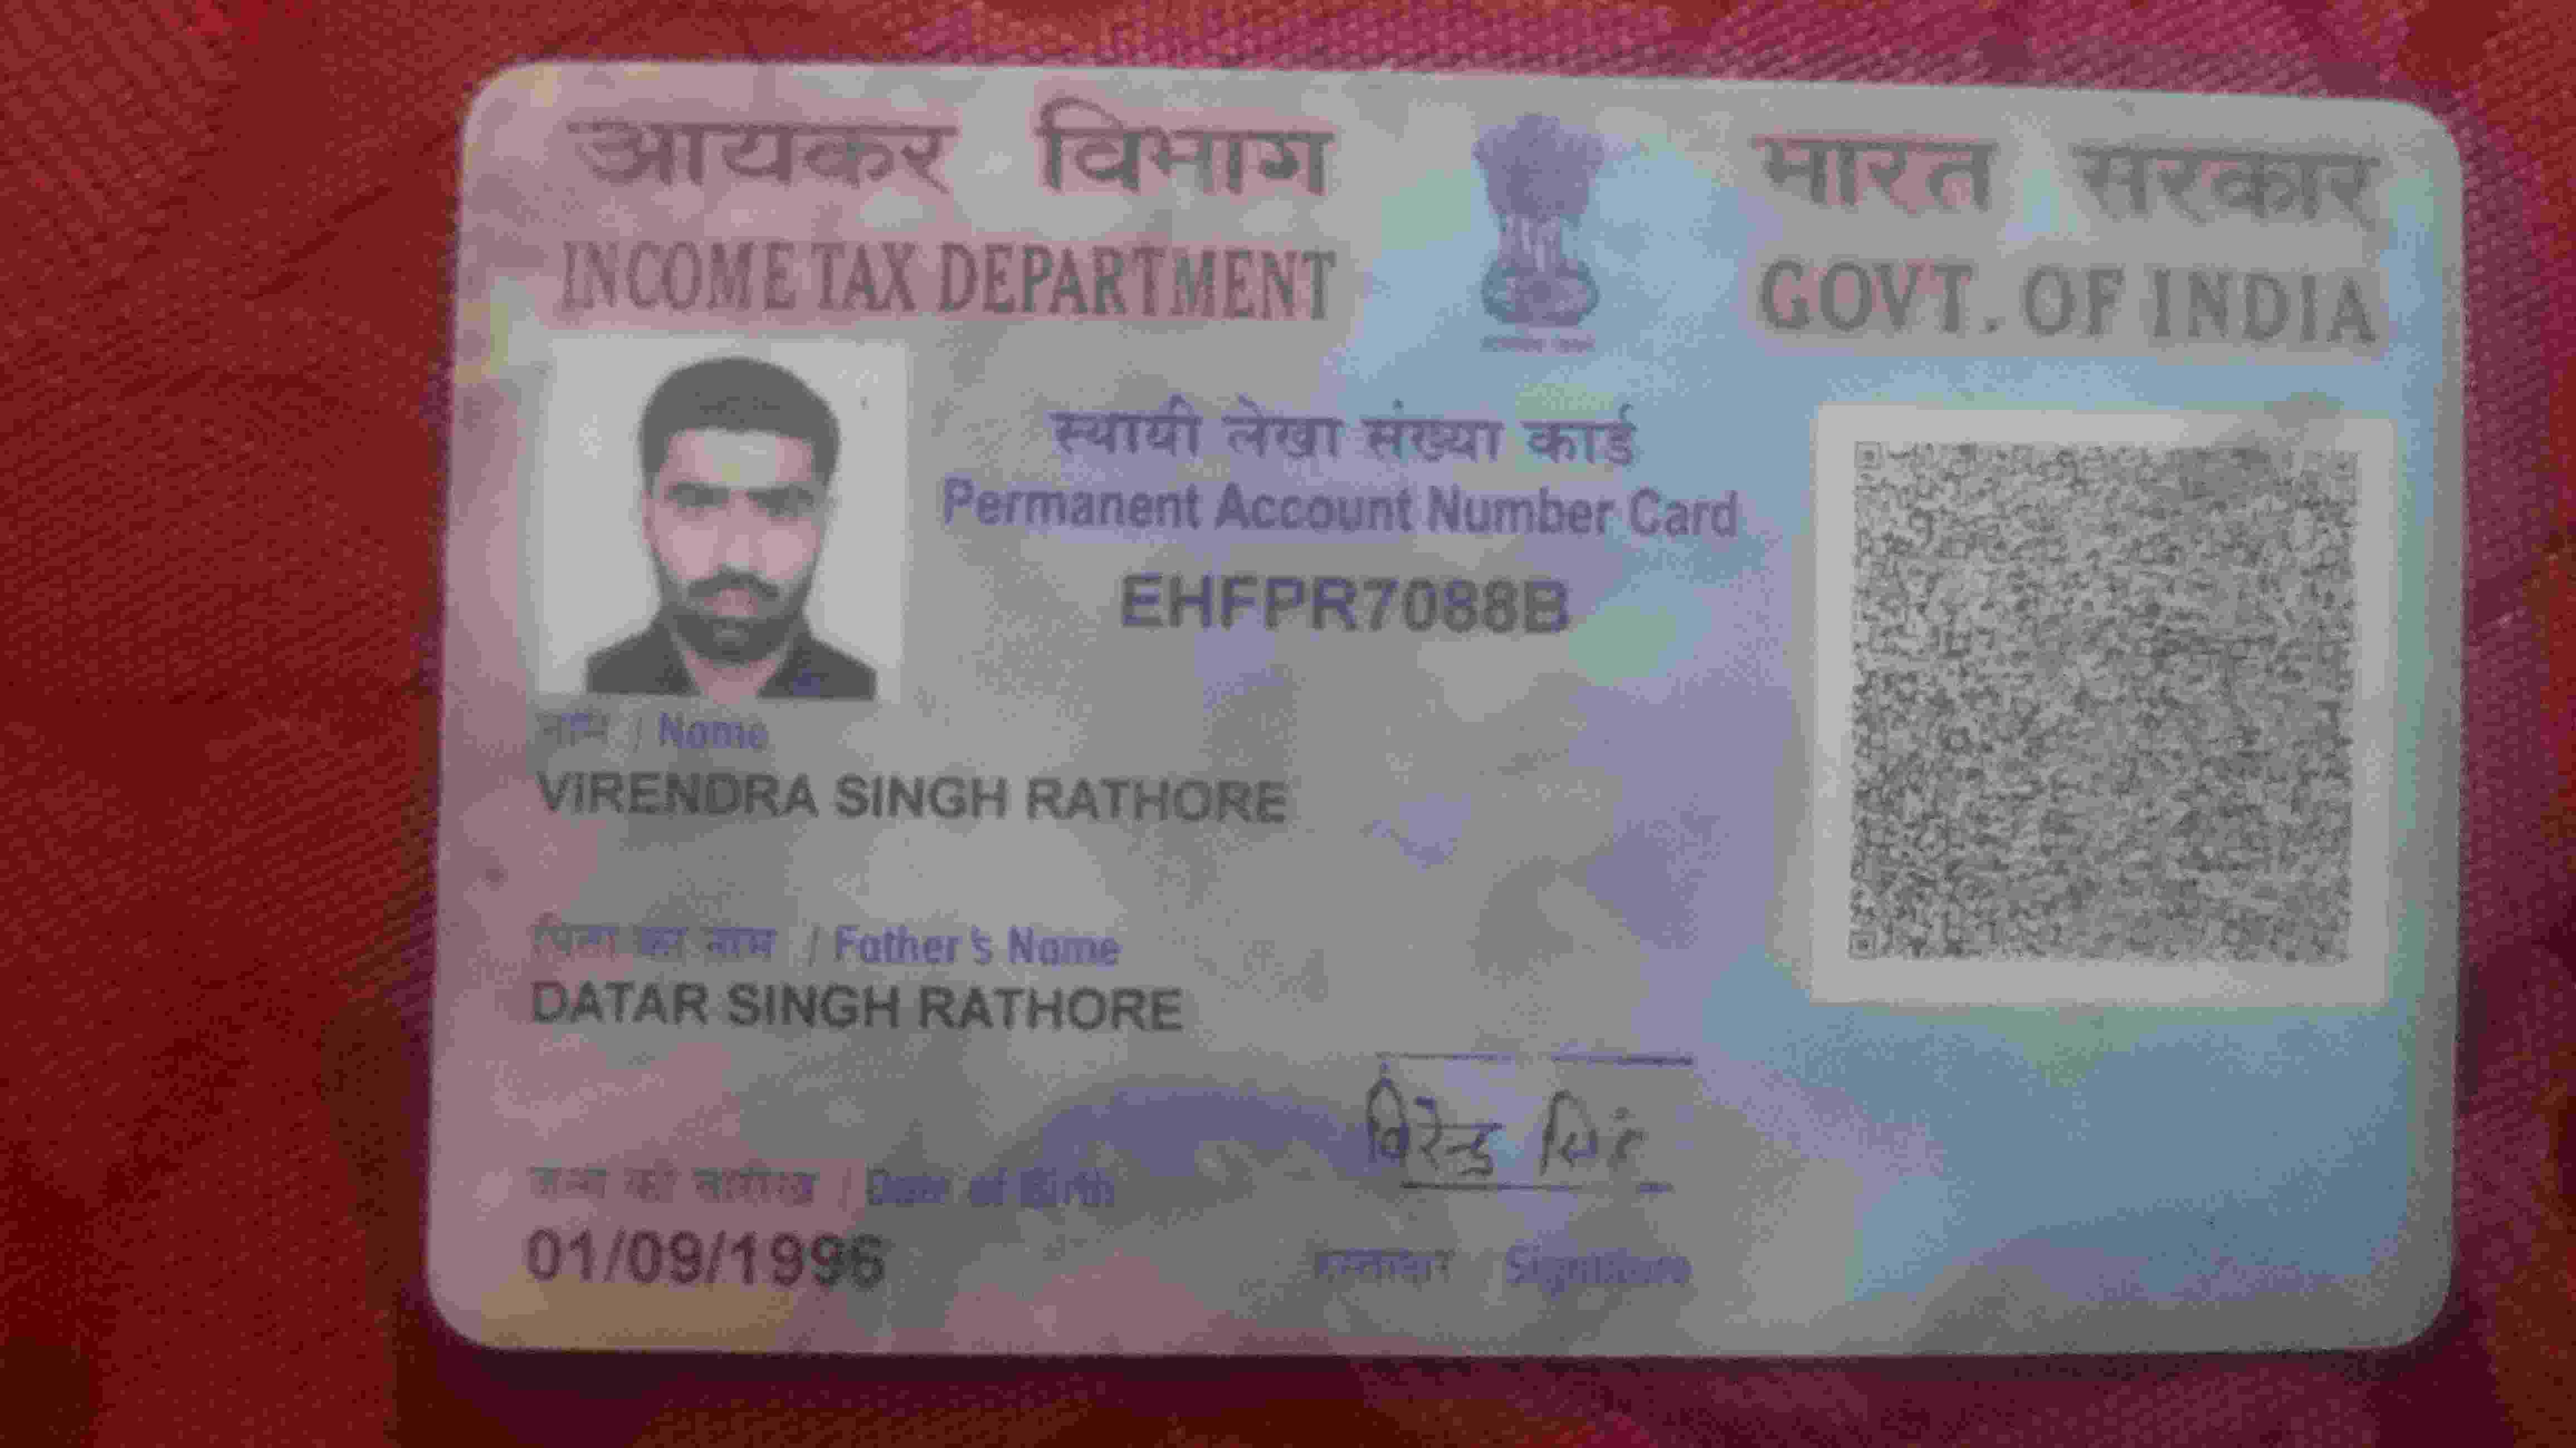 आयकर विभाग
INCOME TAX DEPARTMENT
भारत सरकार
GOVT. OF INDIA
स्थायी लेखा संख्या कार्ड
Permanent Account Number Card
EHFPR7088B
नाम / Name
VIRENDRA SINGH RATHORE
पिता का नाम / Father's Name
DATAR SINGH RATHORE
जन्म की तारीख / Date of Birth
01/09/1996
हस्ताक्षर / Signature